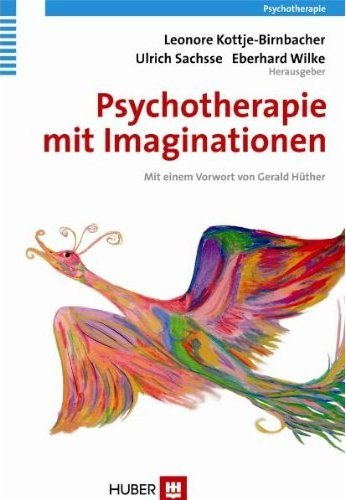 Psychotherapie
Leonore Kottje-Birnbacher
Ulrich Sachsse Eberhard Wilke
Herausgeber
Psychotherapie
mit Imaginationen
Mit einem Vorwort von Gerald Hüther
HUBER